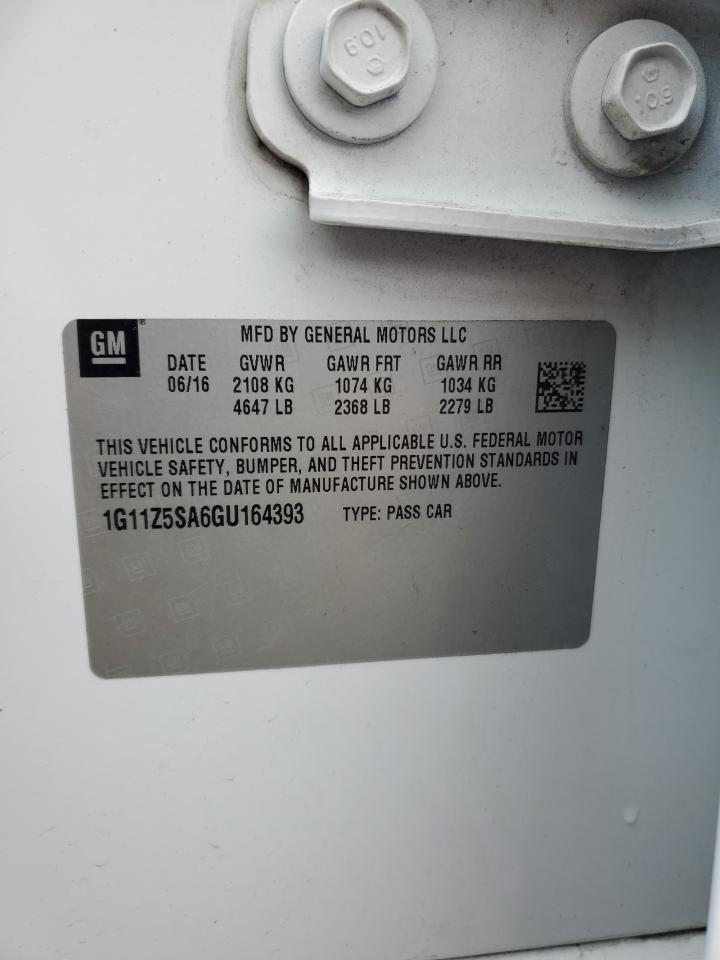 10.9
10.9
GM
MFD BY GENERAL MOTORS LLC
DATE GVWR GAWR FRT GAWR RR
06/16 2108 KG 1074 KG 1034 KG
4647 LB 2368 LB 2279 LB
THIS VEHICLE CONFORMS TO ALL APPLICABLE U.S. FEDERAL MOTOR
VEHICLE SAFETY, BUMPER, AND THEFT PREVENTION STANDARDS IN
EFFECT ON THE DATE OF MANUFACTURE SHOWN ABOVE.
1G11Z5SA6GU164393 TYPE: PASS CAR